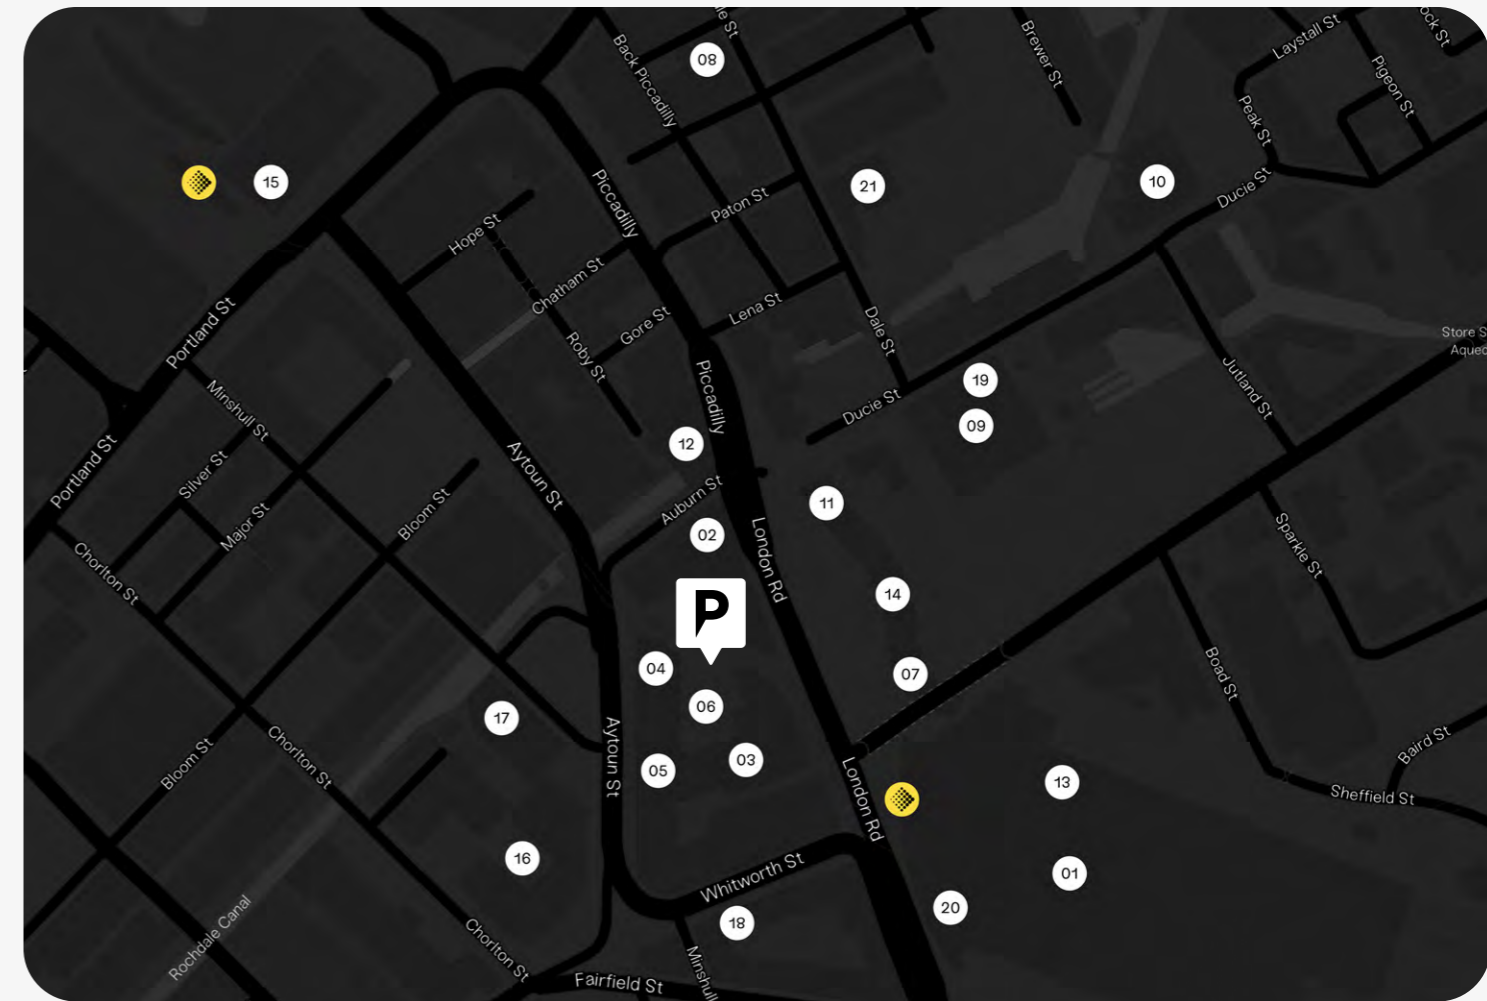 08
Back Piccadilly
Brewer St
Laystall St
Pigeon St
Peak St
15
Piccadilly
Paton St
21
10
Ducie St
Hope St
Chatham St
Portland St
Gore St
Roby St
Lena St
Dale St
Store S
Aqued
Minshull St
Piccadilly
Ducie St
19
Jutland St
09
Portland St
Silver St
Major St
Bloom St
Aytoun St
12
Auburn St
11
02
London Rd
Sparkle St
Chorlton St
14
P
04
07
Board St
06
17
Aytoun St
05
03
Bloom St
Chorlton St
London Rd
13
Baird St
Sheffield St
16
Whitworth St
01
20
18
Rochdale Canal
Chorlton St
Fairfield St
Minshull